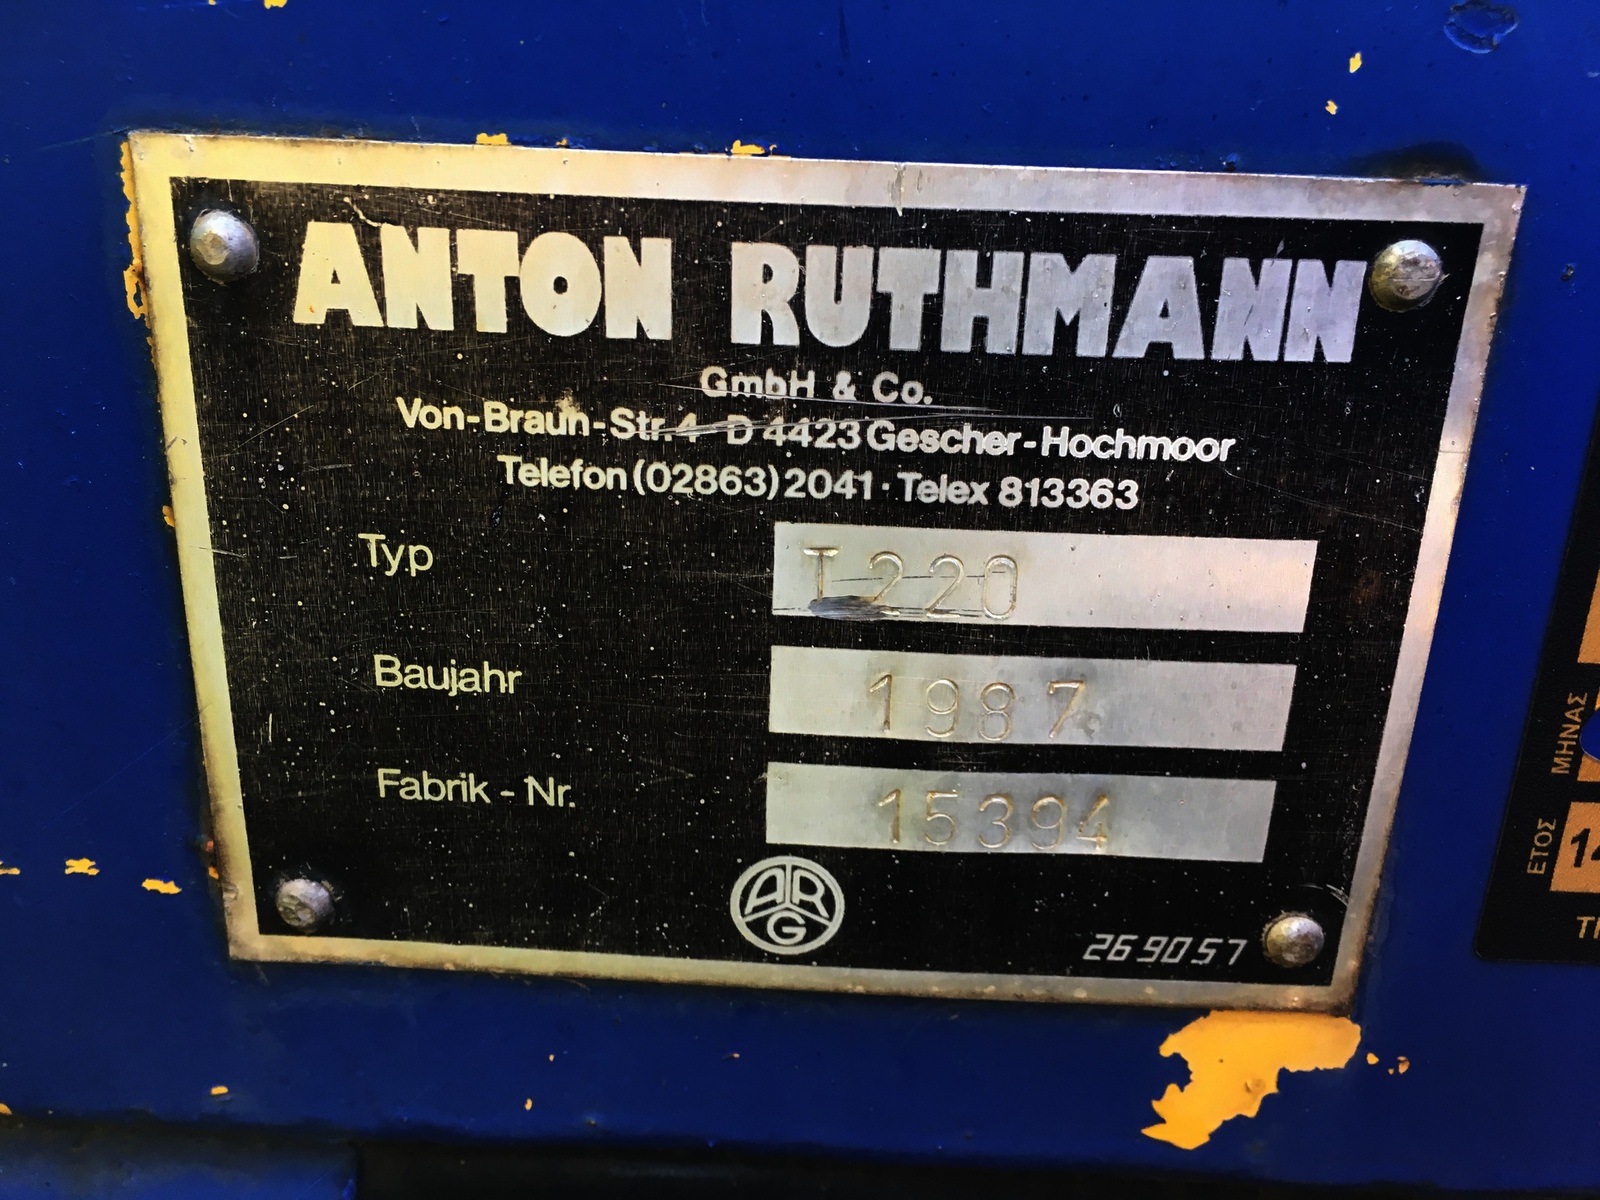 ANTON RUTHMANN
GmbH & Co.
Von-Braun-Str. 4 D 4423 Gescher-Hochmoor
Telefon (02863) 2041 · Telex 813363
Typ T 220
Baujahr 1987
Fabrik - Nr. 15394
ARG
269057
ΜΗΝΑΣ
ΕΤΟΣ
14